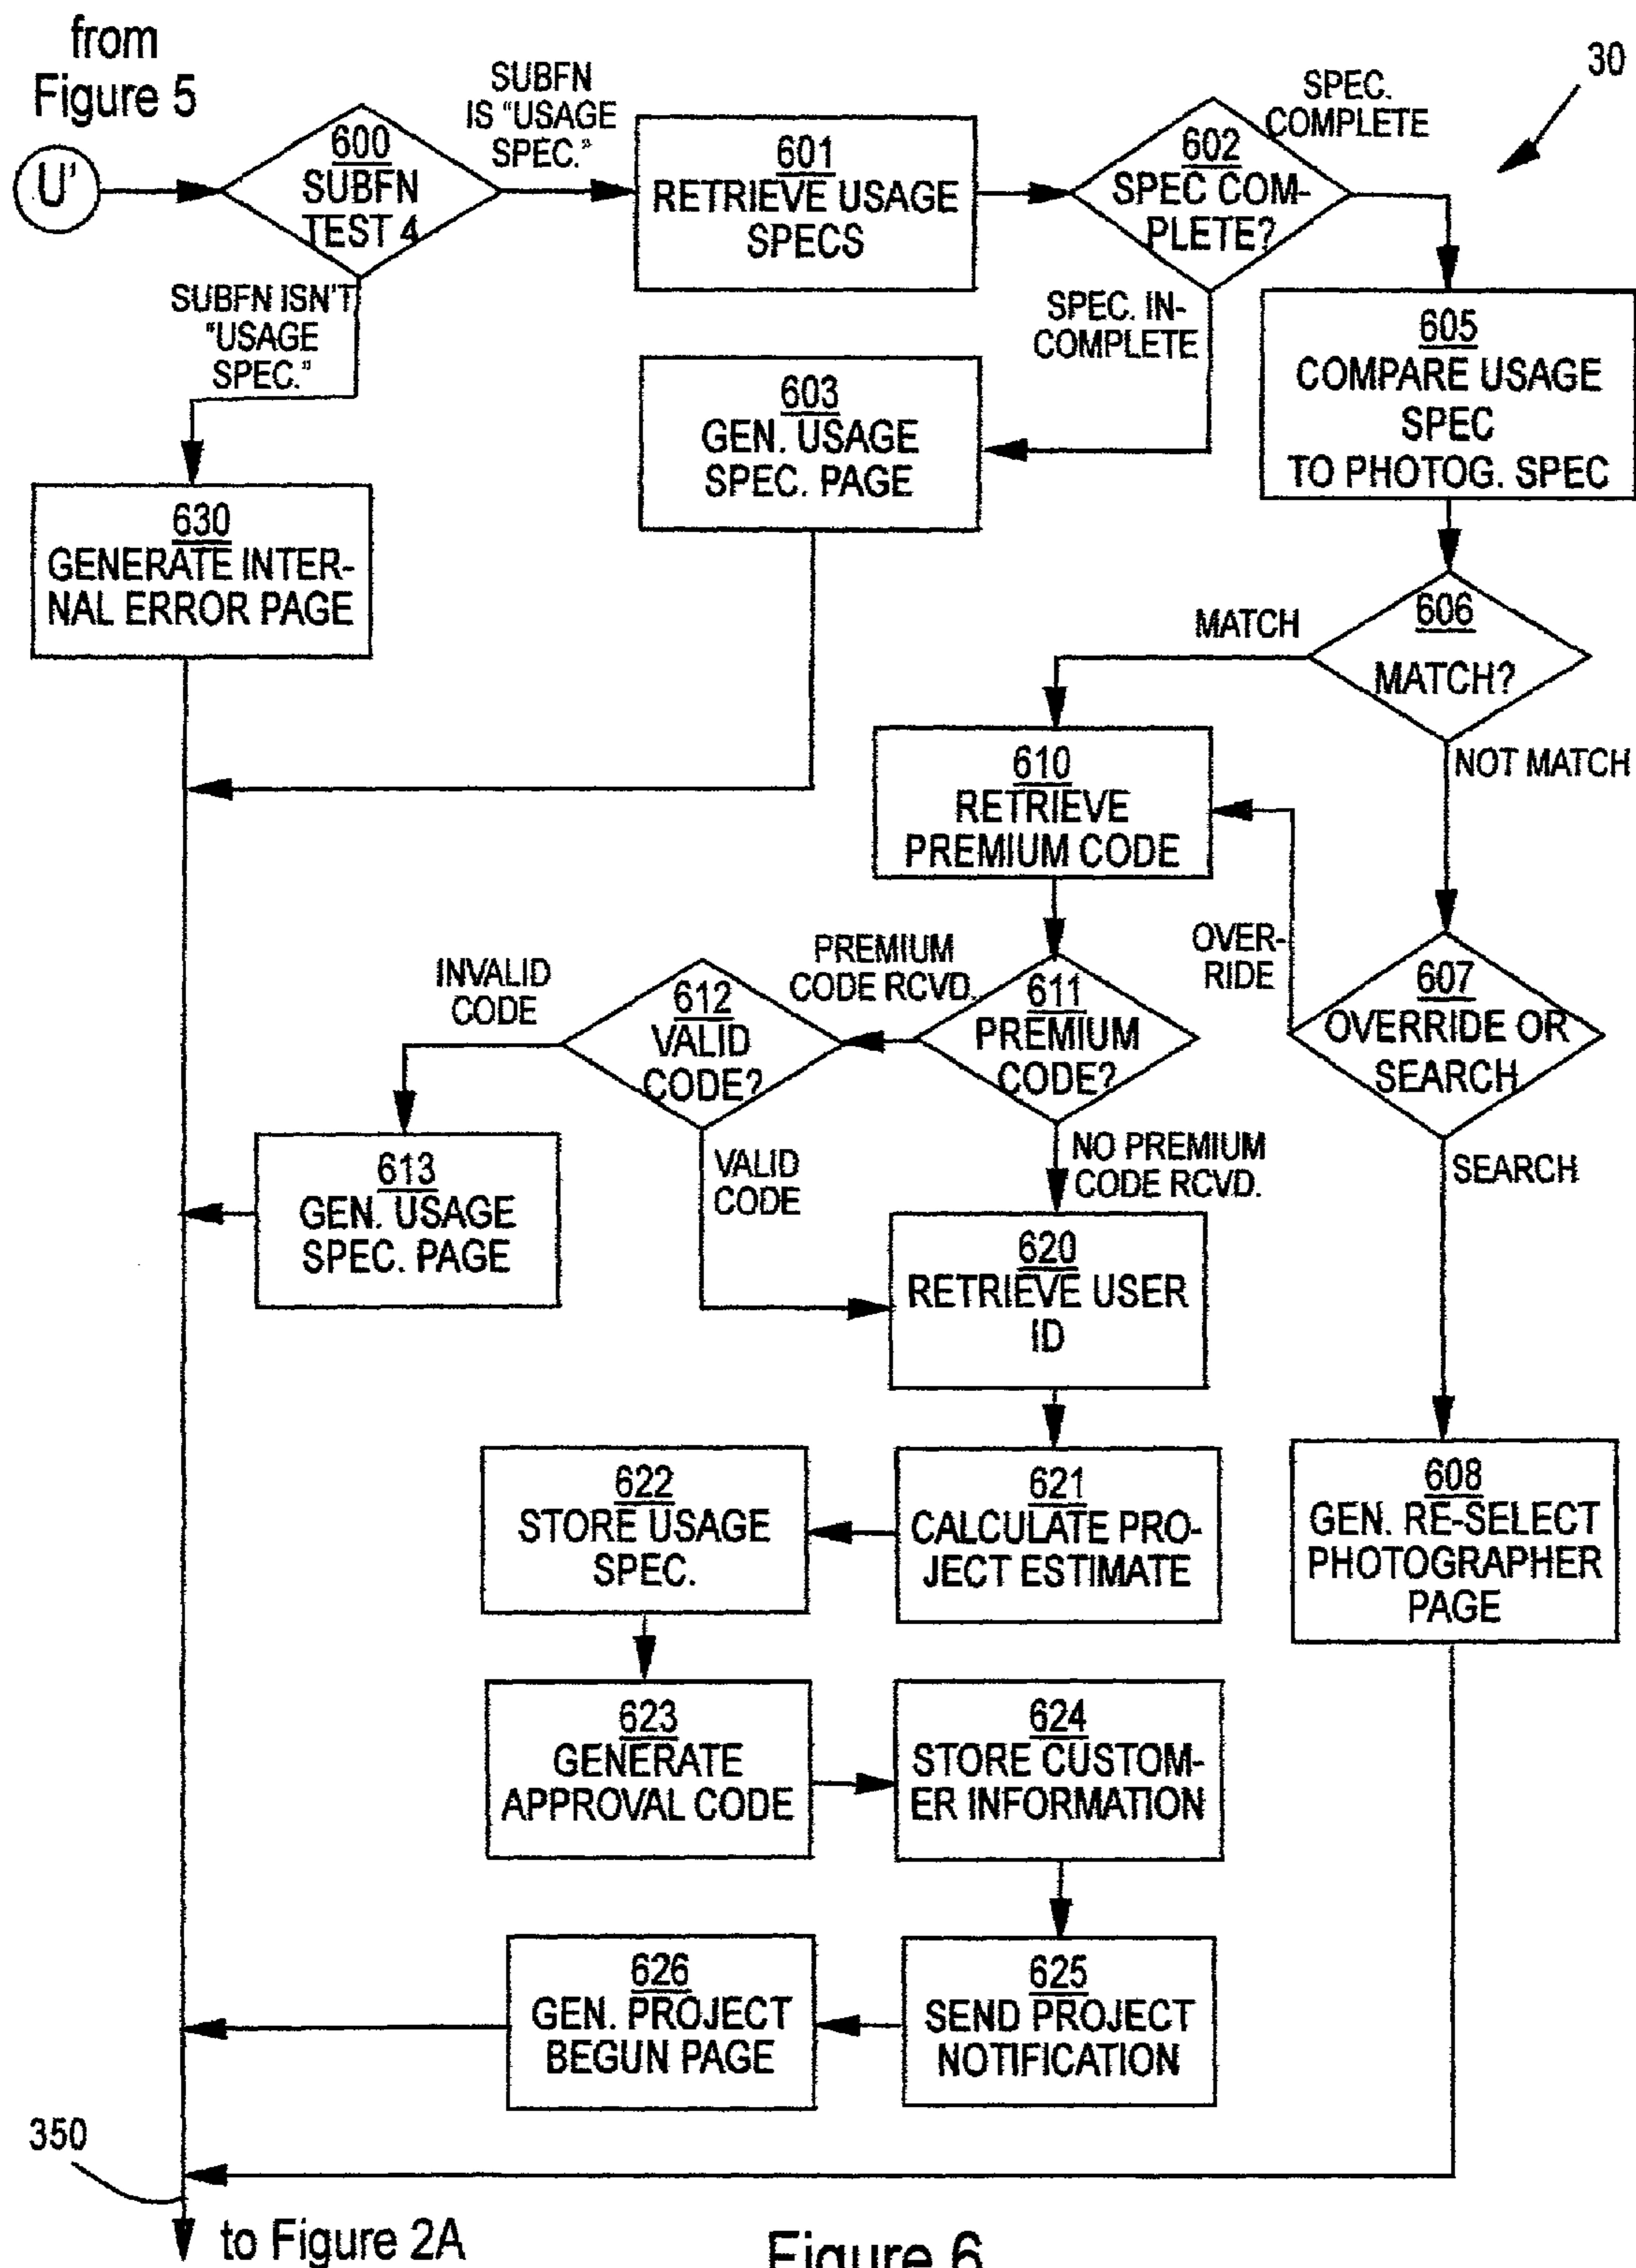 from
Figure 5
U'
600
SUBFN
TEST 4
SUBFN
IS "USAGE
SPEC."
601
RETRIEVE USAGE
SPECS
602
SPEC COM-
PLETE?
SPEC.
COMPLETE
30
SUBFN ISN'T
"USAGE
SPEC."
SPEC. IN-
COMPLETE
603
GEN. USAGE
SPEC. PAGE
605
COMPARE USAGE
SPEC
TO PHOTOG. SPEC
630
GENERATE INTER-
NAL ERROR PAGE
MATCH
606
MATCH?
NOT MATCH
610
RETRIEVE
PREMIUM CODE
OVER-
RIDE
607
OVERRIDE OR
SEARCH
INVALID
CODE
612
VALID
CODE?
PREMIUM
CODE RCVD.
611
PREMIUM
CODE?
613
GEN. USAGE
SPEC. PAGE
VALID
CODE
NO PREMIUM
CODE RCVD.
SEARCH
620
RETRIEVE USER
ID
622
STORE USAGE
SPEC.
621
CALCULATE PRO-
JECT ESTIMATE
608
GEN. RE-SELECT
PHOTOGRAPHER
PAGE
623
GENERATE
APPROVAL CODE
624
STORE CUSTOM-
ER INFORMATION
626
GEN. PROJECT
BEGUN PAGE
625
SEND PROJECT
NOTIFICATION
350
to Figure 2A
Figure 6